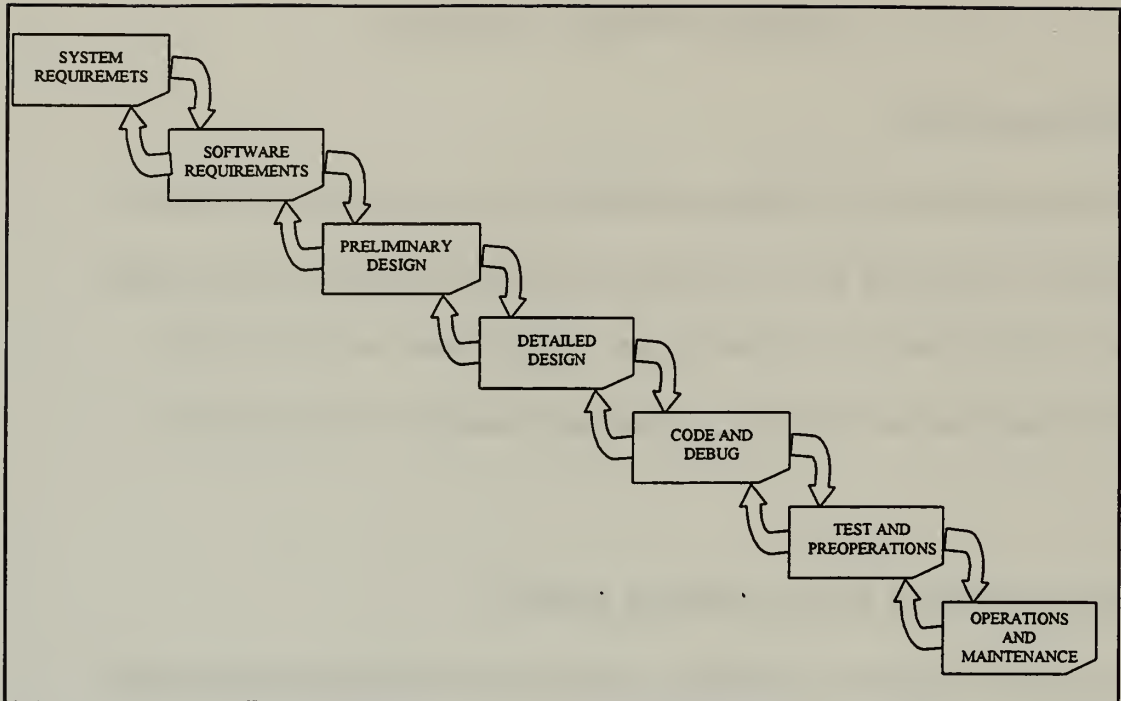 SYSTEM
REQUIREMETS
SOFTWARE
REQUIREMENTS
PRELIMINARY
DESIGN
DETAILED
DESIGN
CODE AND
DEBUG
TEST AND
PREOPERATIONS
OPERATIONS
AND
MAINTENANCE